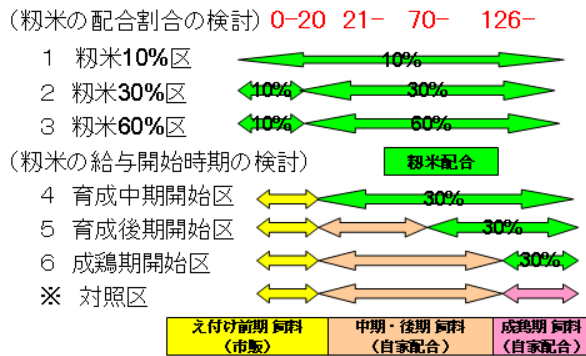 (籾米の配合割合の検討) 0-20 21- 70- 126-
1 籾米10%区 10%
2 籾米30%区 10% 30%
3 籾米60%区 10% 60%
(籾米の給与開始時期の検討) 籾米配合
4 育成中期開始区 30%
5 育成後期開始区 30%
6 成鶏期開始区 30%
※ 対照区
え付け前期 飼料 中期・後期 飼料 成鶏期 飼料
(市販) (自家配合) (自家配合)